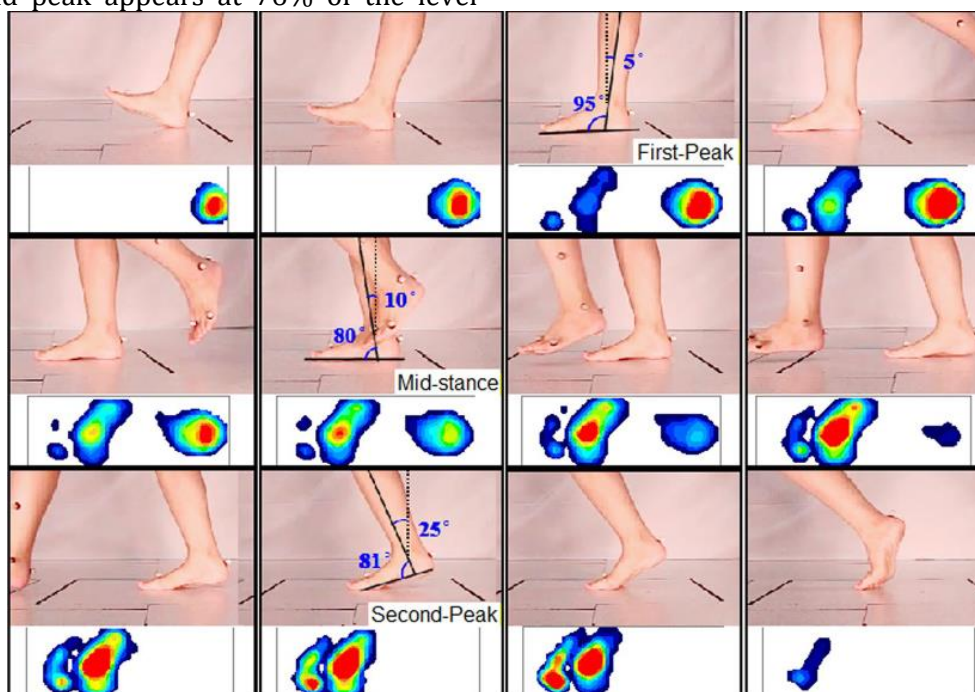 peak appears at 76% of the level
5°
95°
First-Peak
10°
80°
Mid-stance
25°
81°
Second-Peak